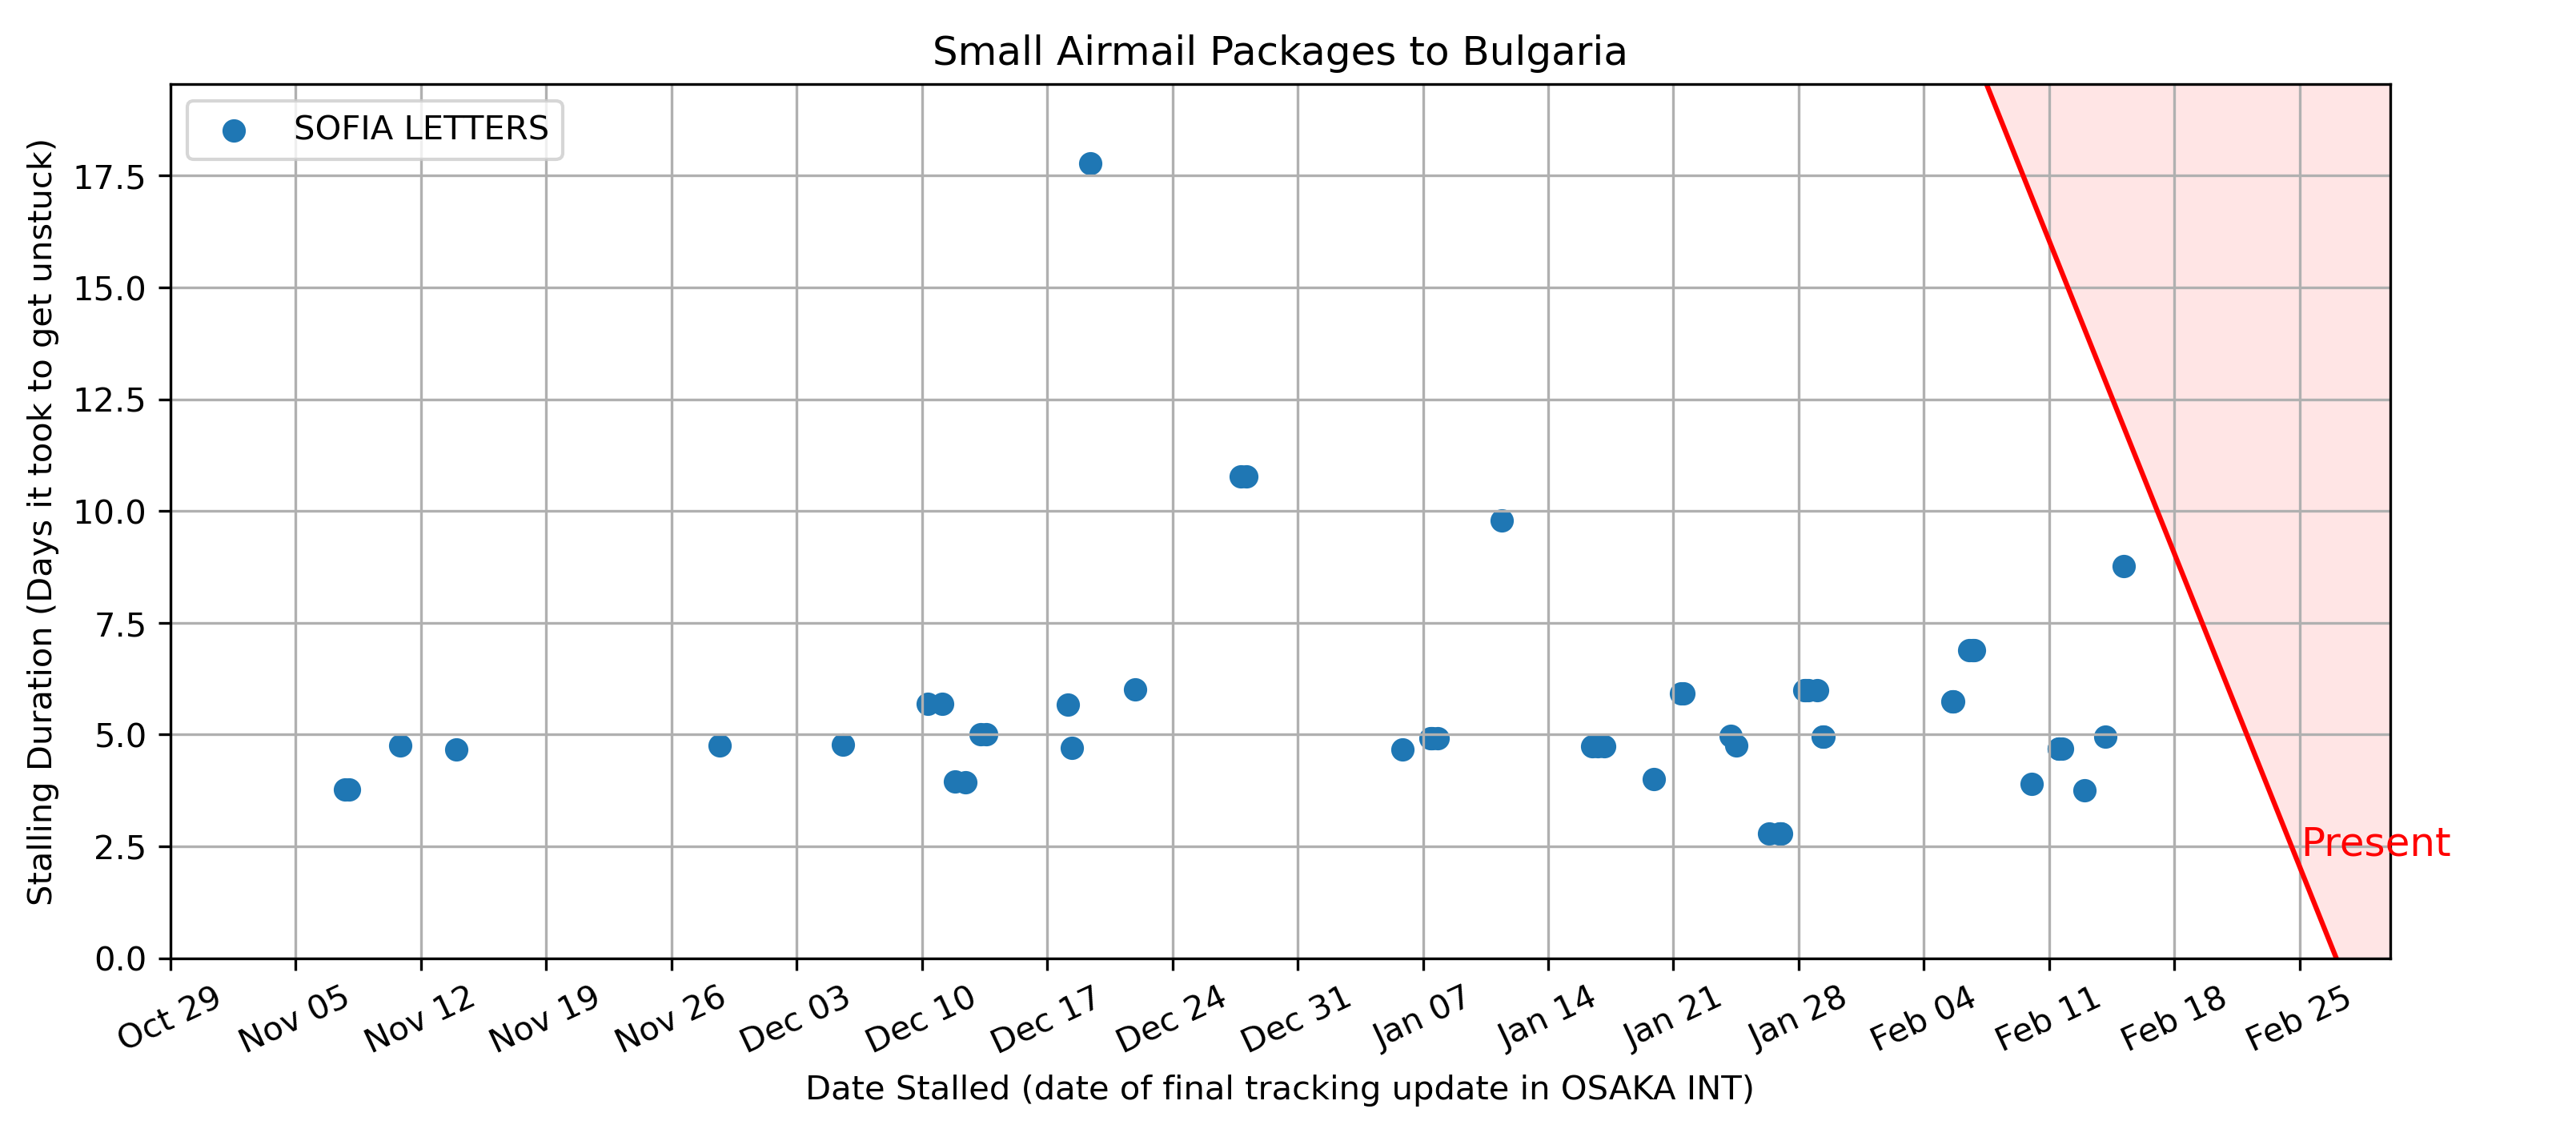 Small Airmail Packages to Bulgaria
SOFIA LETTERS
Stalling Duration (Days it took to get unstuck)
17.5
15.0
12.5
10.0
7.5
5.0
2.5
0.0
Present
Oct 29
Nov 05
Nov 12
Nov 19
Nov 26
Dec 03
Dec 10
Dec 17
Dec 24
Dec 31
Jan 07
Jan 14
Jan 21
Jan 28
Feb 04
Feb 11
Feb 18
Feb 25
Date Stalled (date of final tracking update in OSAKA INT)